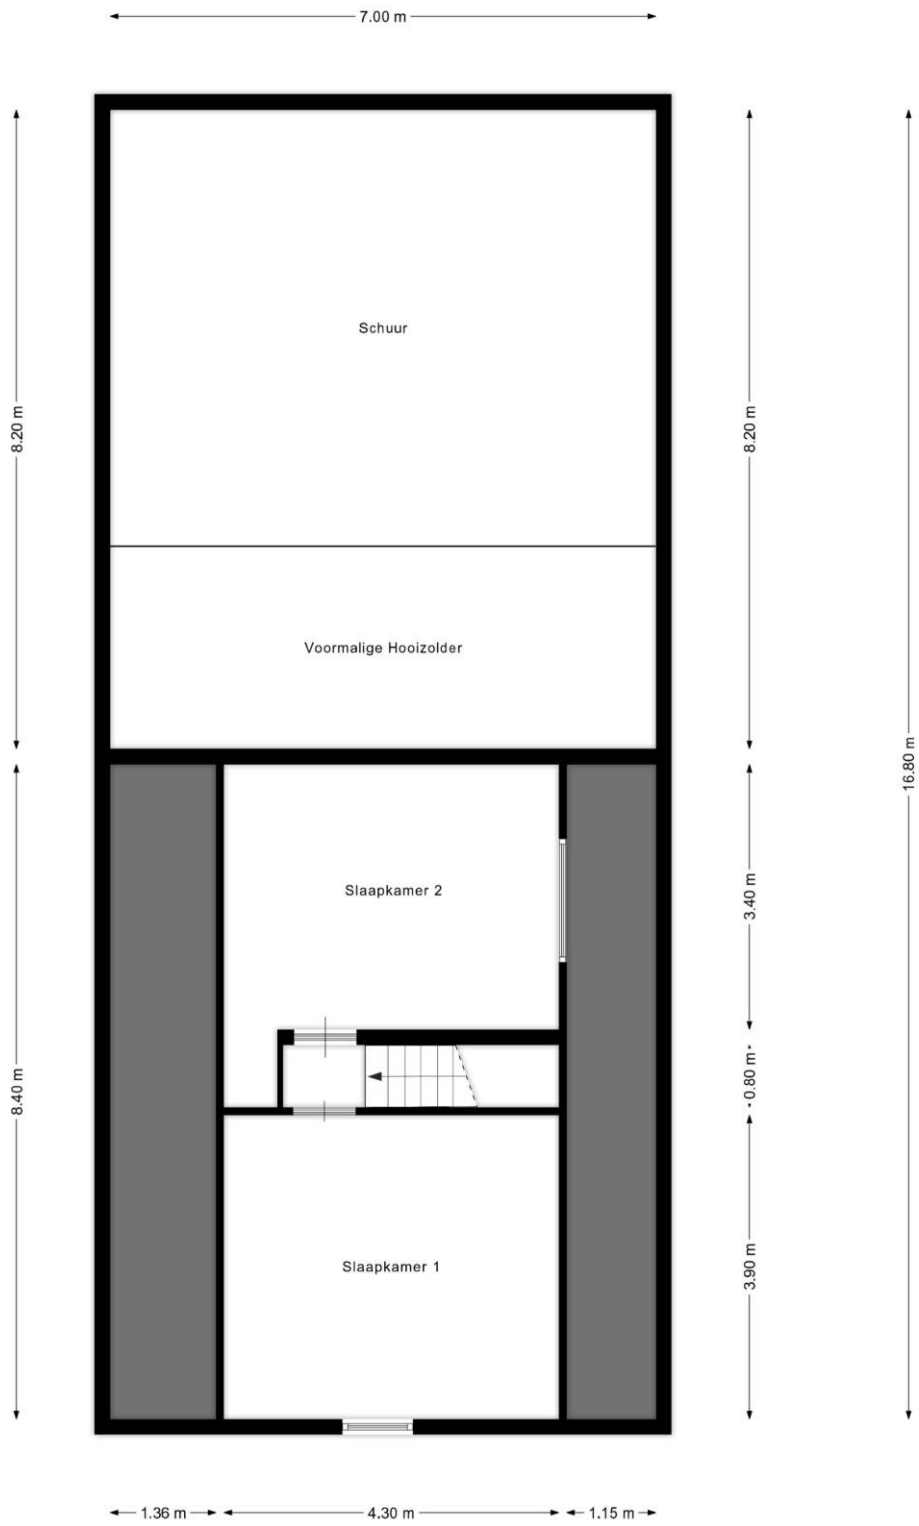 7.00 m
Schuur
8.20 m
8.20 m
Voormalige Hooizolder
16.80 m
Slaapkamer 2
3.40 m
0.80 m
8.40 m
Slaapkamer 1
3.90 m
1.36 m
4.30 m
1.15 m